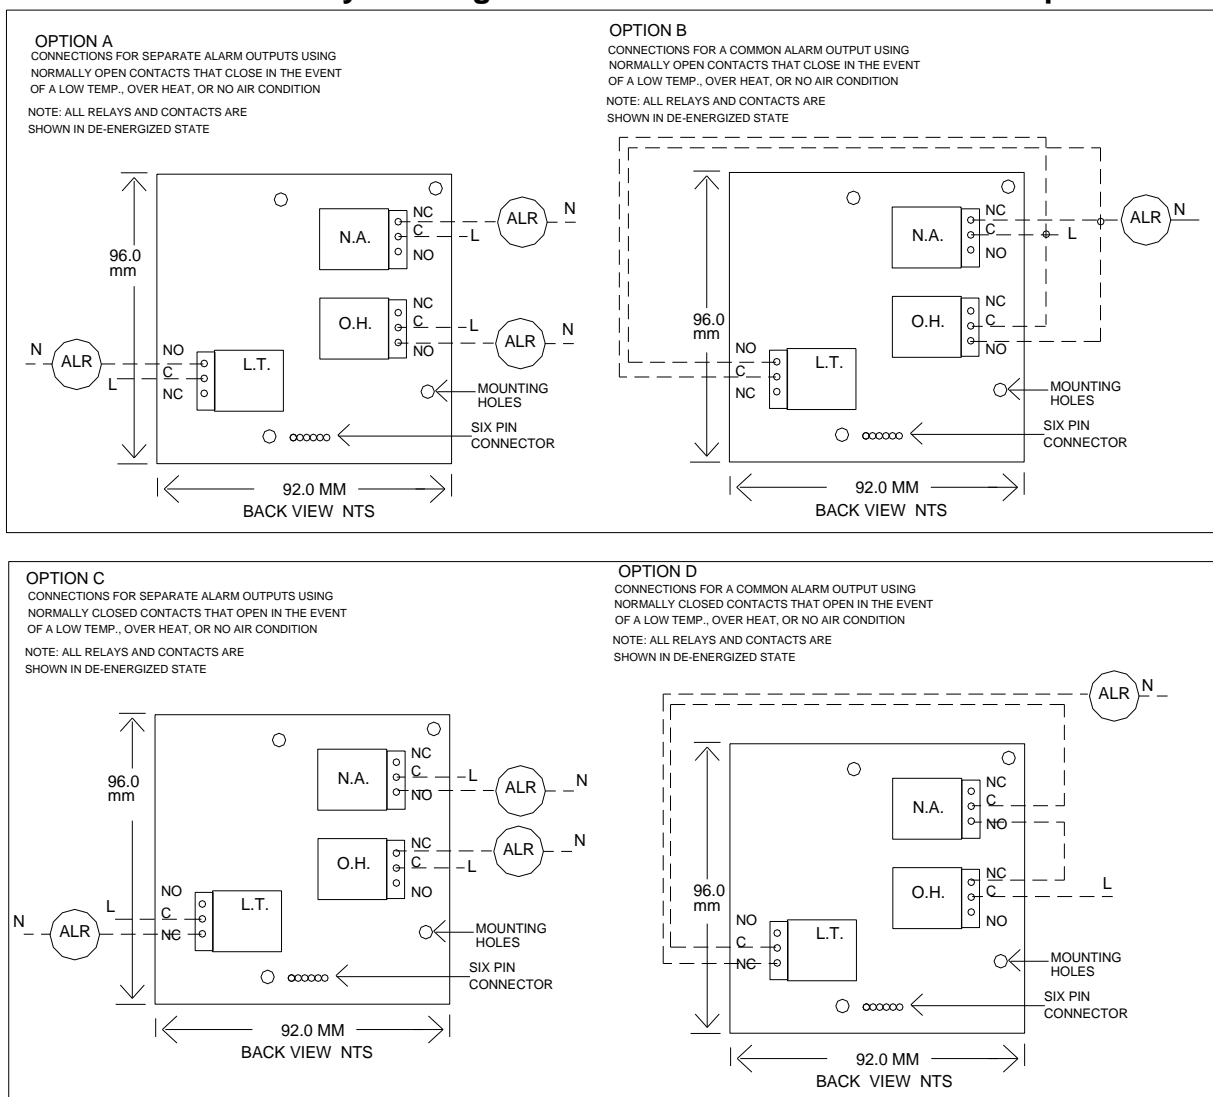 OPTION A
CONNECTIONS FOR SEPARATE ALARM OUTPUTS USING
NORMALLY OPEN CONTACTS THAT CLOSE IN THE EVENT
OF A LOW TEMP., OVER HEAT, OR NO AIR CONDITION
NOTE: ALL RELAYS AND CONTACTS ARE
SHOWN IN DE-ENERGIZED STATE
96.0
mm
N.A.
NC
C
NO
L
ALR
N
O.H.
NC
C
NO
L
ALR
N
N
ALR
L
NO
C
NC
L.T.
MOUNTING
HOLES
SIX PIN
CONNECTOR
92.0 MM
BACK VIEW NTS
OPTION B
CONNECTIONS FOR A COMMON ALARM OUTPUT USING
NORMALLY OPEN CONTACTS THAT CLOSE IN THE EVENT
OF A LOW TEMP., OVER HEAT, OR NO AIR CONDITION
NOTE: ALL RELAYS AND CONTACTS ARE
SHOWN IN DE-ENERGIZED STATE
96.0
mm
N.A.
NC
C
NO
L
ALR
N
O.H.
NC
C
NO
NO
C
NC
L.T.
MOUNTING
HOLES
SIX PIN
CONNECTOR
92.0 MM
BACK VIEW NTS
OPTION C
CONNECTIONS FOR SEPARATE ALARM OUTPUTS USING
NORMALLY CLOSED CONTACTS THAT OPEN IN THE EVENT
OF A LOW TEMP., OVER HEAT, OR NO AIR CONDITION
NOTE: ALL RELAYS AND CONTACTS ARE
SHOWN IN DE-ENERGIZED STATE
96.0
mm
N.A.
NC
C
NO
L
ALR
N
O.H.
NC
C
NO
L
ALR
N
N
ALR
L
NO
C
NC
L.T.
MOUNTING
HOLES
SIX PIN
CONNECTOR
92.0 MM
BACK VIEW NTS
OPTION D
CONNECTIONS FOR A COMMON ALARM OUTPUT USING
NORMALLY CLOSED CONTACTS THAT OPEN IN THE EVENT
OF A LOW TEMP., OVER HEAT, OR NO AIR CONDITION
NOTE: ALL RELAYS AND CONTACTS ARE
SHOWN IN DE-ENERGIZED STATE
ALR
N
96.0
mm
N.A.
NC
C
NO
O.H.
NC
C
NO
L
NO
C
NC
L.T.
MOUNTING
HOLES
SIX PIN
CONNECTOR
92.0 MM
BACK VIEW NTS